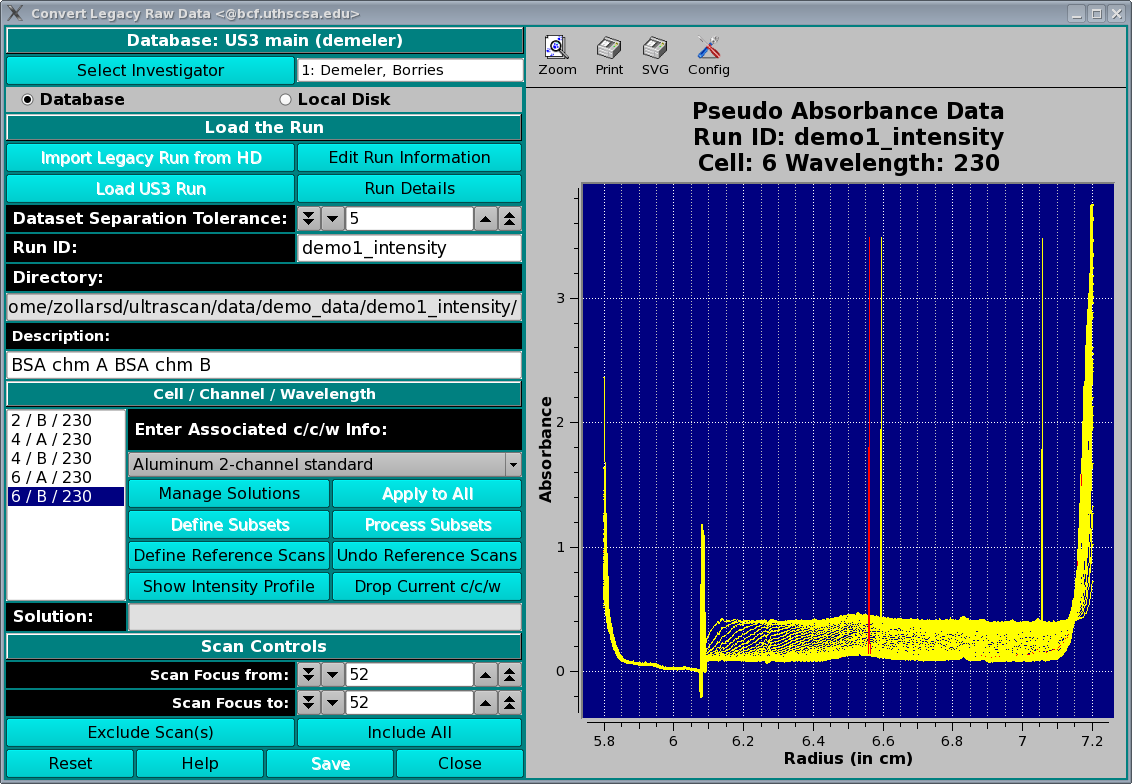 Convert Legacy Raw Data <@bcf.uthscsa.edu>
Database: US3 main (demeler)
Select Investigator
1: Demeler, Borries
Database
Local Disk
Load the Run
Import Legacy Run from HD
Edit Run Information
Load US3 Run
Run Details
Dataset Separation Tolerance:
5
Run ID:
demo1_intensity
Directory:
ome/zollarsd/ultrascan/data/demo_data/demo1_intensity/
Description:
BSA chm A BSA chm B
Cell / Channel / Wavelength
2 / B / 230
4 / A / 230
4 / B / 230
6 / A / 230
6 / B / 230
Enter Associated c/c/w Info:
Aluminum 2-channel standard
Manage Solutions
Apply to All
Define Subsets
Process Subsets
Define Reference Scans
Undo Reference Scans
Show Intensity Profile
Drop Current c/c/w
Solution:
Scan Controls
Scan Focus from:
52
Scan Focus to:
52
Exclude Scan(s)
Include All
Reset
Help
Save
Close
Zoom
Print
SVG
Config
Pseudo Absorbance Data
Run ID: demo1_intensity
Cell: 6 Wavelength: 230
Absorbance
3
2
1
0
5.8
6
6.2
6.4
6.6
6.8
7
7.2
Radius (in cm)